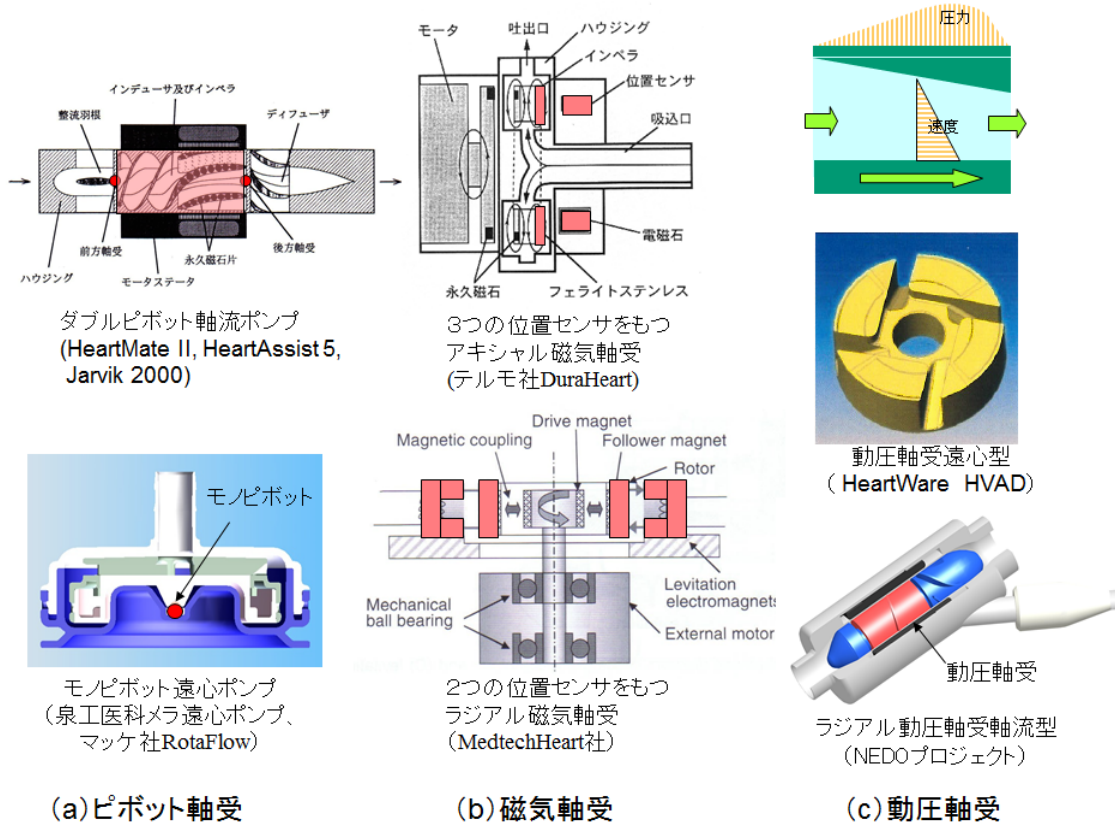 インデューサ及びインペラ
整流羽根
ディフューザ
前方軸受
後方軸受
永久磁石片
ハウジング
モータステータ
ダブルピボット軸流ポンプ
(HeartMate II, HeartAssist 5,
Jarvik 2000)
モノピボット
モノピボット遠心ポンプ
(泉工医科メラ遠心ポンプ、
マッケ社RotaFlow)
(a)ピボット軸受
吐出口
ハウジング
モータ
インペラ
位置センサ
吸込口
電磁石
永久磁石
フェライトステンレス
3つの位置センサをもつ
アキシャル磁気軸受
(テルモ社DuraHeart)
Drive magnet
Magnetic coupling
Follower magnet
Rotor
Levitation
electromagnets
Mechanical
ball bearing
External motor
2つの位置センサをもつ
ラジアル磁気軸受
(MedtechHeart社)
(b)磁気軸受
圧力
速度
動圧軸受遠心型
( HeartWare HVAD)
動圧軸受
ラジアル動圧軸受軸流型
(NEDOプロジェクト)
(c)動圧軸受